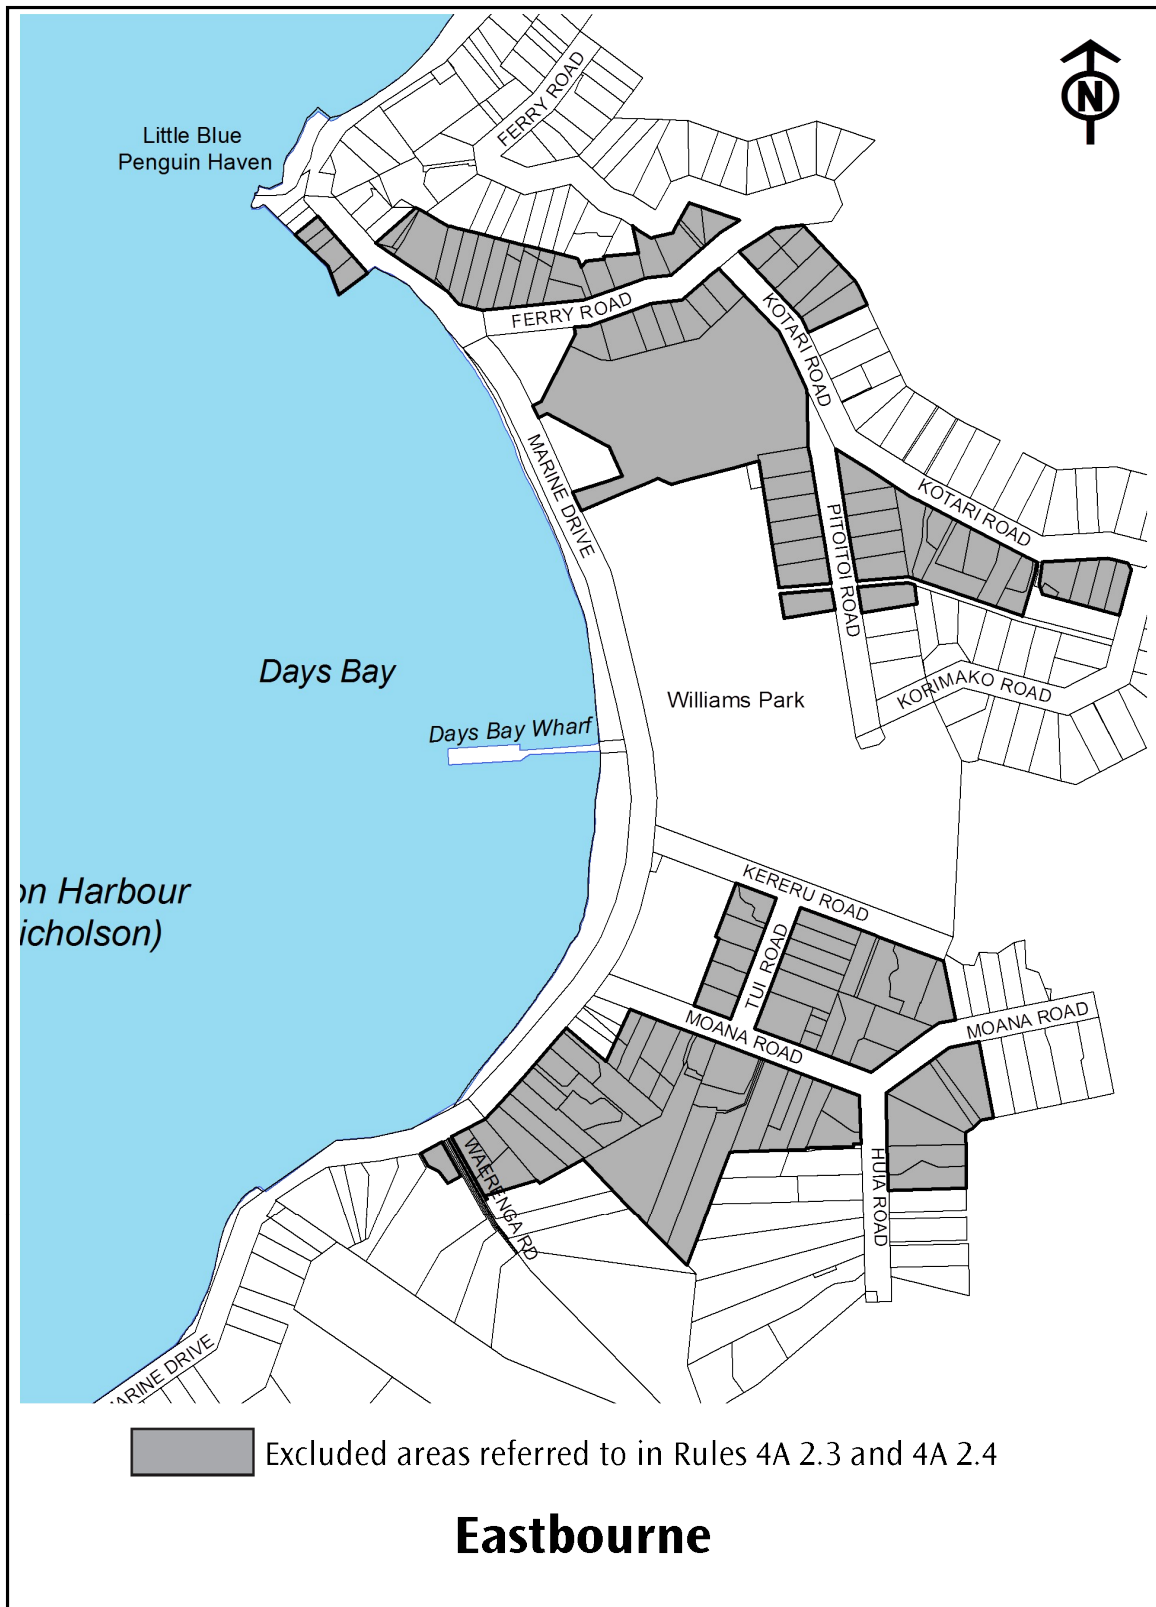 N
FERRY ROAD
Little Blue
Penguin Haven
FERRY ROAD
KOTARI ROAD
MARINE DRIVE
KOTARI ROAD
PITOITOI ROAD
Days Bay
Williams Park
KORIMAKO ROAD
Days Bay Wharf
KERERU ROAD
on Harbour
icholson)
TUI ROAD
MOANA ROAD
MOANA ROAD
HUIA ROAD
WAERENGA RD
ARINE DRIVE
Excluded areas referred to in Rules 4A 2.3 and 4A 2.4
Eastbourne